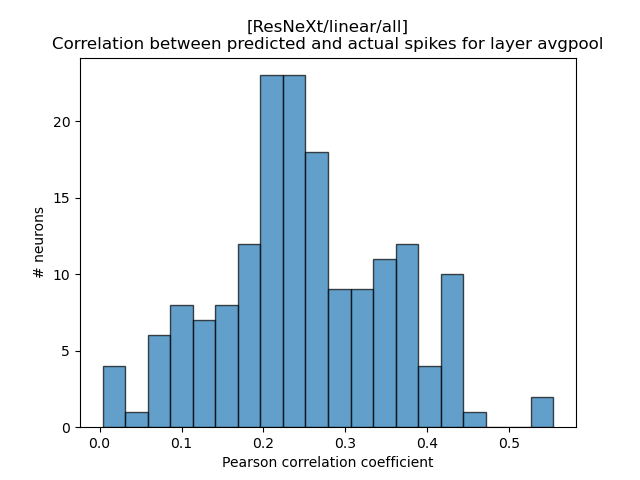 [ResNeXt/linear/all]
Correlation between predicted and actual spikes for layer avgpool
# neurons
20
15
10
5
0
0.0 0.1 0.2 0.3 0.4 0.5
Pearson correlation coefficient